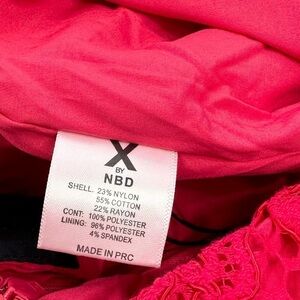 X
BY
NBD
SHELL. 23% NYLON
55% COTTON
22% RAYON
CONT: 100% POLYESTER
LINING: 96% POLYESTER
4% SPANDEX
MADE IN PRC